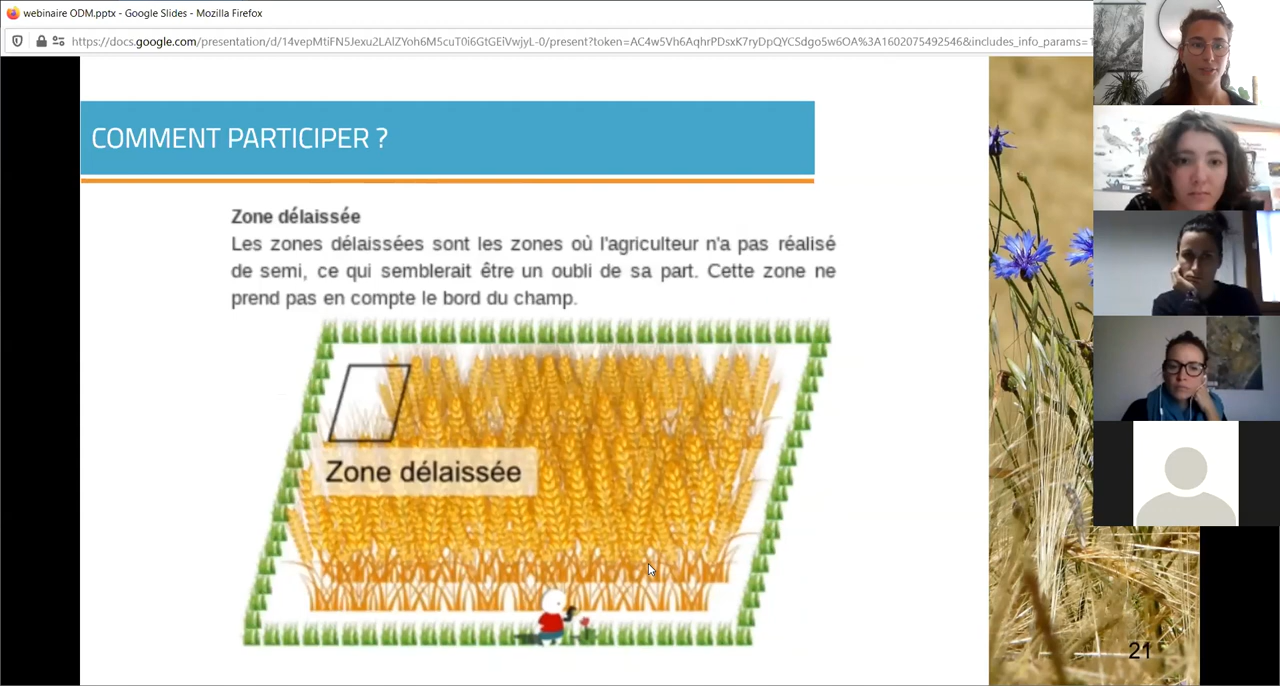 webinaire ODM.pptx - Google Slides - Mozilla Firefox
https://docs.google.com/presentation/d/14vepMtiFN5Jexu2LAlZYoh6M5cuT0i6GtGEiVwjyL-0/present?token=AC4w5Vh6AqhrPDsxK7ryDpQYCSdgo5w6OA%3A1602075492546&includes_info_params=1
COMMENT PARTICIPER ?
Zone délaissée
Les zones délaissées sont les zones où l'agriculteur n'a pas réalisé
de semi, ce qui semblerait être un oubli de sa part. Cette zone ne
prend pas en compte le bord du champ.
Zone délaissée
21